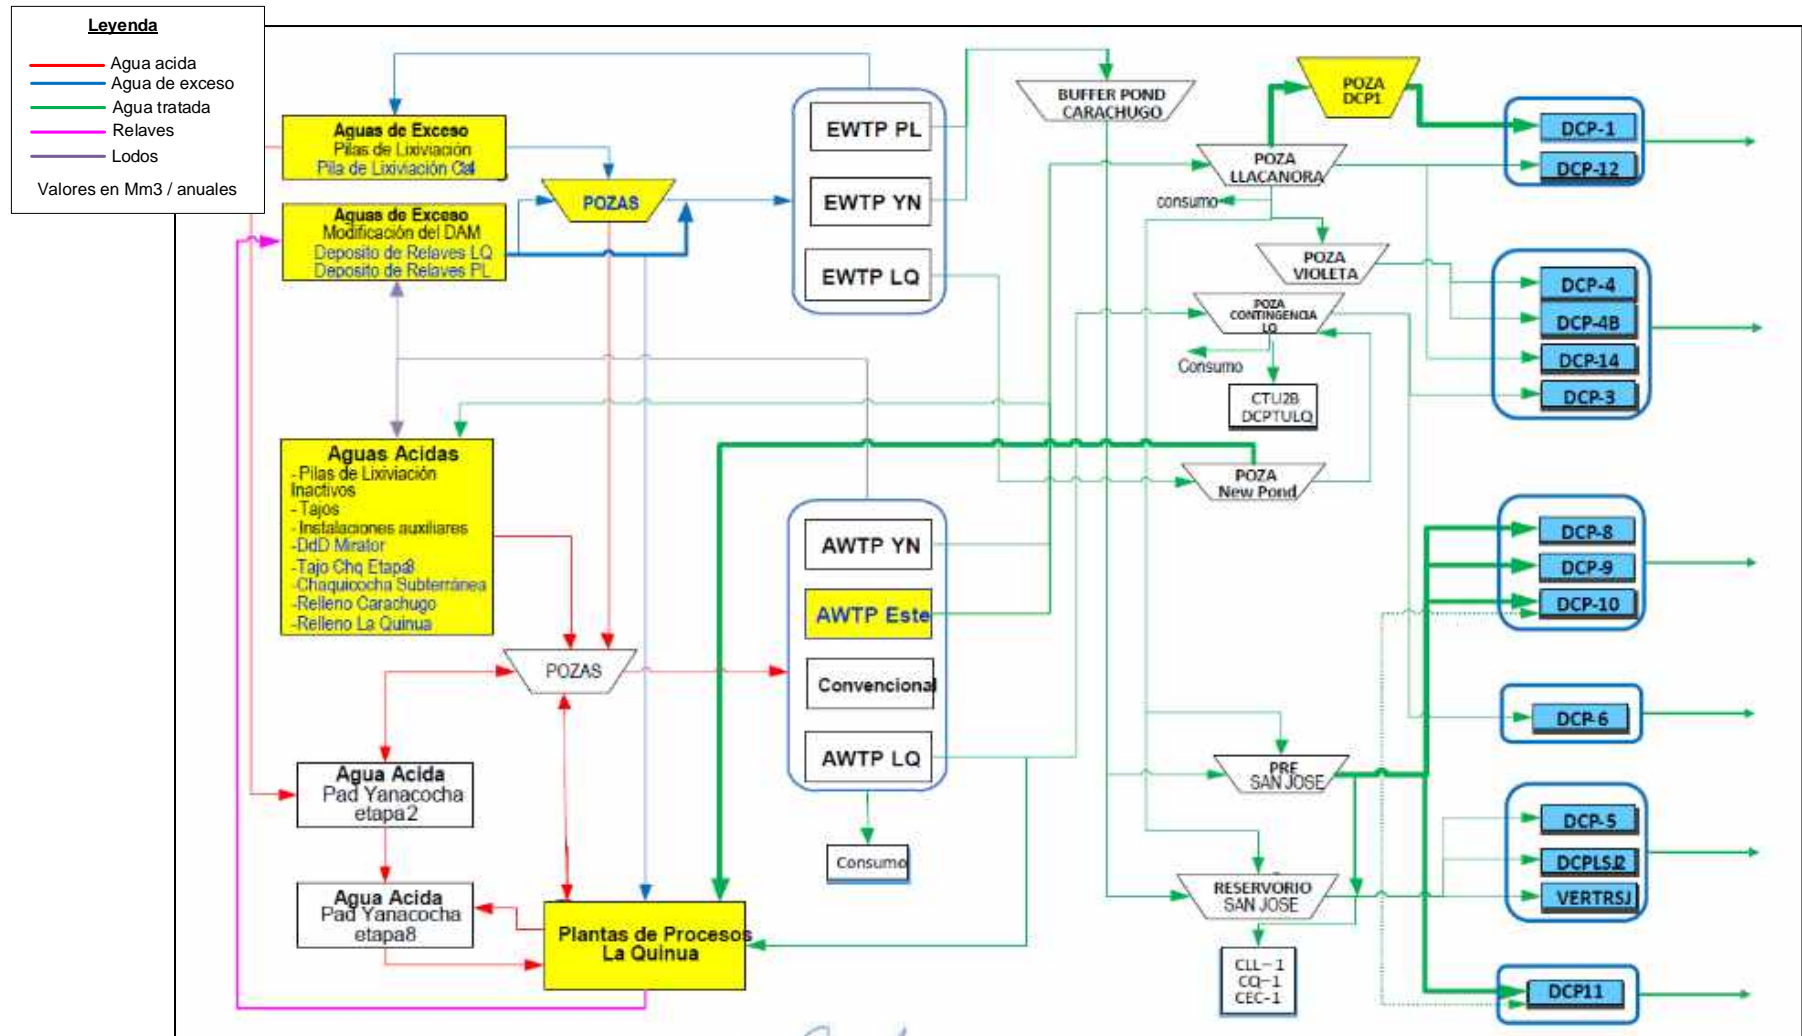 Leyenda
Agua acida
Agua de exceso
Agua tratada
Relaves
Lodos
Valores en Mm3 / anuales
Aguas de Exceso
Pilas de Lixiviación
Pila de Lixiviación
Aguas de Exceso
Modificación del DAM
Deposito de Relaves LQ
Deposito de Relaves PL
POZAS
EWTP PL
EWTP YN
EWTP LQ
BUFFER POND
CARACHUGO
POZA
DCP1
POZA
LLACANORA
consumo
POZA
VIOLETA
POZA
CONTINGENCIA
LQ
Consumo
CTU2B
DCPTULQ
POZA
New Pond
DCP-1
DCP-12
DCP-4
DCP-4B
DCP-14
DCP-3
Aguas Acidas
- Pilas de Lixiviación
Inactivos
- Tajos
- Instalaciones auxiliares
-DdD Mirator
-Tajo Chq Etapa8
-Chaquicocha Subterránea
-Relleno Carachugo
-Relleno La Quinua
POZAS
AWTP YN
AWTP Este
Convencional
AWTP LQ
Consumo
DCP-8
DCP-9
DCP-10
DCP-6
Agua Acida
Pad Yanacocha
etapa2
Agua Acida
Pad Yanacocha
etapa8
Plantas de Procesos
La Quinua
PRE
SAN JOSE
RESERVORIO
SAN JOSE
CLL-1
CQ-1
CEC-1
DCP-5
DCPLSJ2
VERTRSJ
DCP11